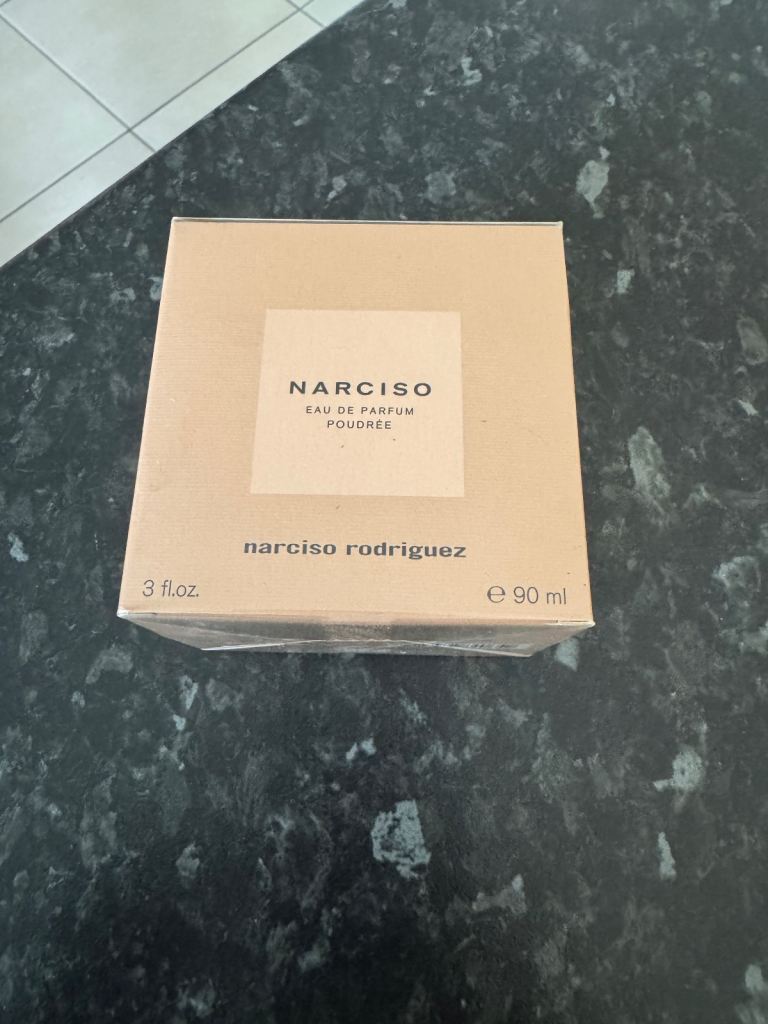 NARCISO
EAU DE PARFUM
POUDRÉE
narciso rodriguez
3 fl.oz.
℮ 90 ml